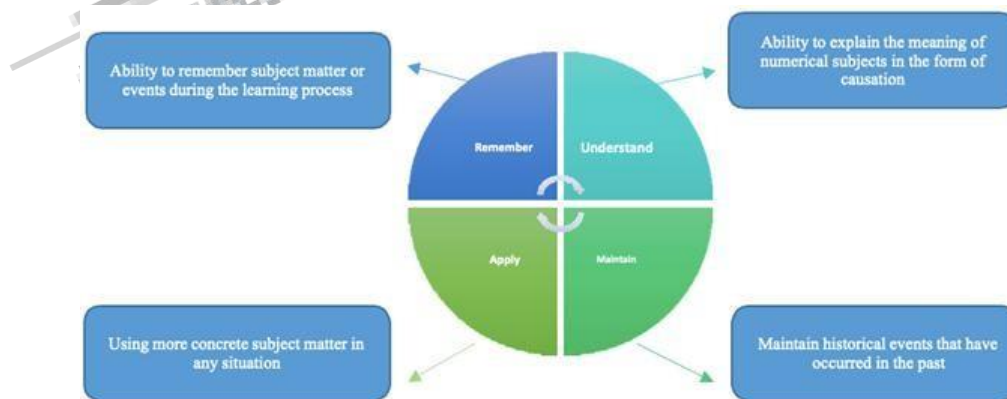 Ability to remember subject matter or
events during the learning process
Ability to explain the meaning of
numerical subjects in the form of
causation
Remember
Understand
Apply
Maintain
Using more concrete subject matter in
any situation
Maintain historical events that have
occurred in the past